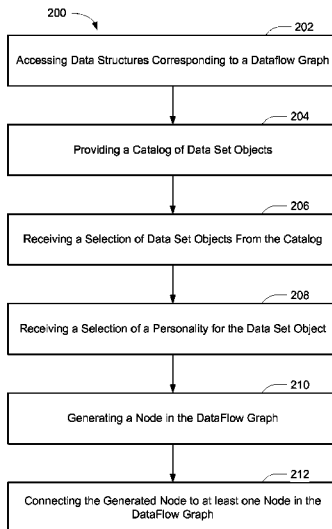 200
202
Accessing Data Structures Corresponding to a Dataflow Graph
204
Providing a Catalog of Data Set Objects
206
Receiving a Selection of Data Set Objects From the Catalog
208
Receiving a Selection of a Personality for the Data Set Object
210
Generating a Node in the DataFlow Graph
212
Connecting the Generated Node to at least one Node in the
DataFlow Graph